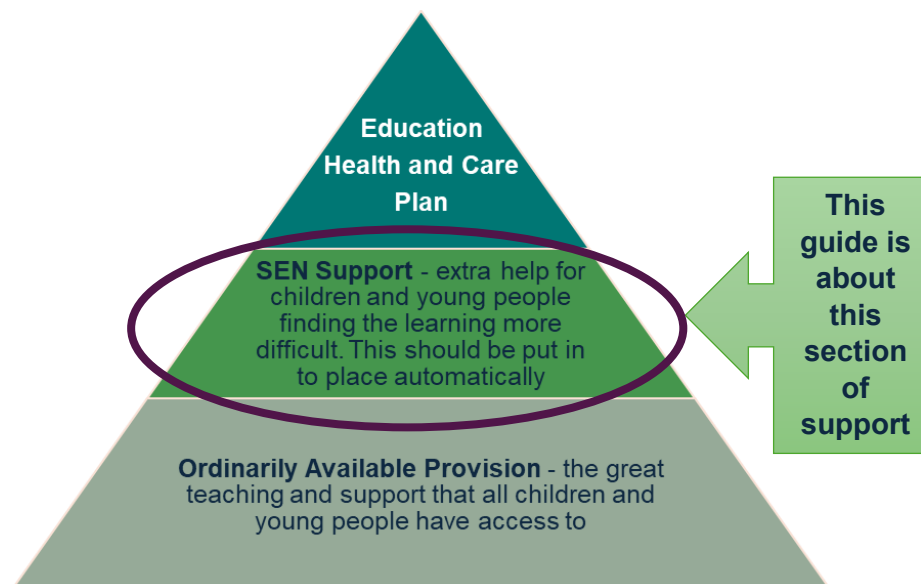 Education
Health and Care
Plan
SEN Support - extra help for
children and young people
finding the learning more
difficult. This should be put in
to place automatically
Ordinarily Available Provision - the great
teaching and support that all children and
young people have access to
This
guide is
about
this
section
of
support